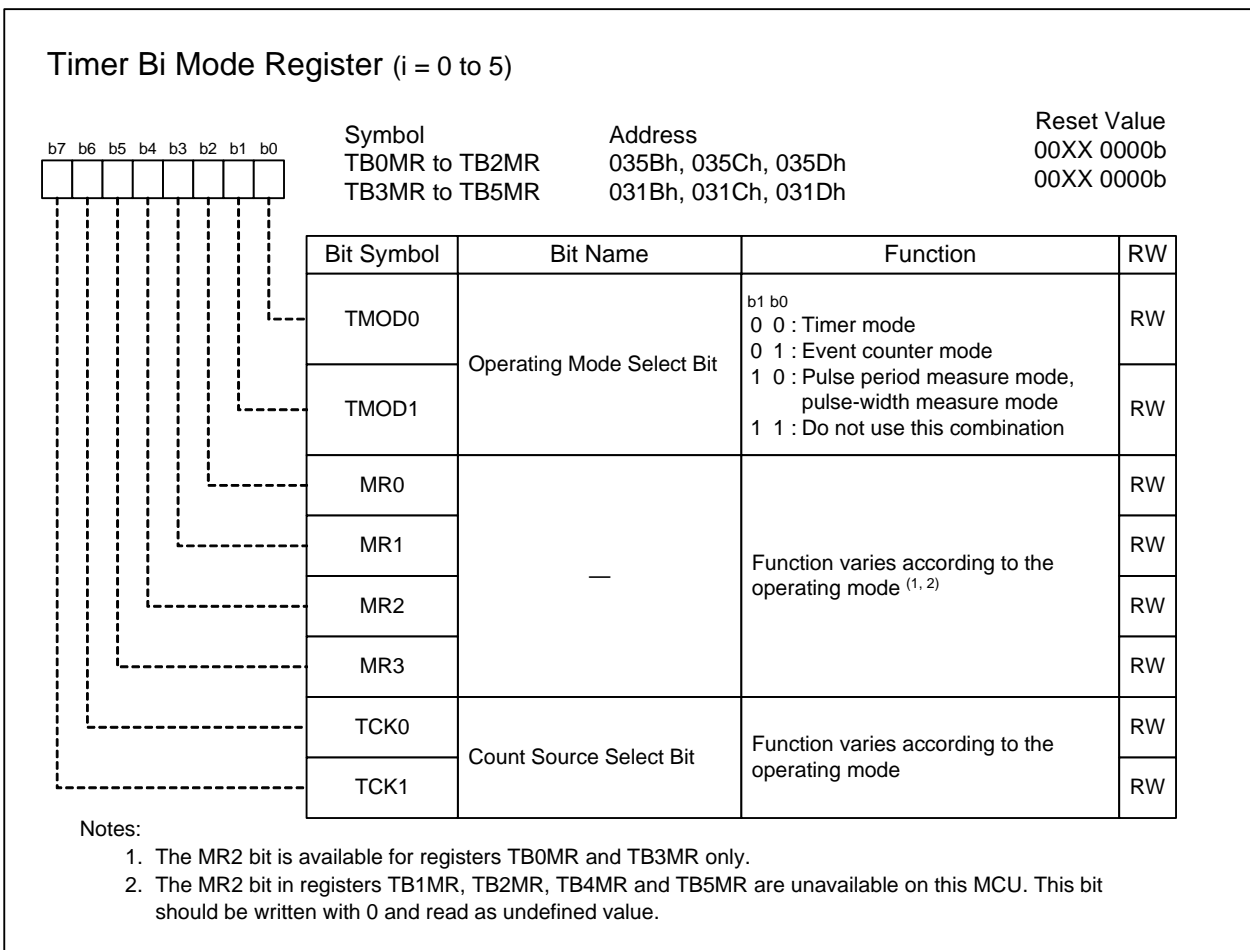 Timer Bi Mode Register (i = 0 to 5)
b7 b6 b5 b4 b3 b2 b1 b0
Symbol Address Reset Value
TB0MR to TB2MR 035Bh, 035Ch, 035Dh 00XX 0000b
TB3MR to TB5MR 031Bh, 031Ch, 031Dh 00XX 0000b
Bit Symbol Bit Name Function RW
TMOD0
TMOD1
Operating Mode Select Bit
b1 b0
0 0 : Timer mode
0 1 : Event counter mode
1 0 : Pulse period measure mode,
pulse-width measure mode
1 1 : Do not use this combination
RW
RW
MR0
MR1
MR2
MR3
—
Function varies according to the
operating mode (1, 2)
RW
RW
RW
RW
TCK0
TCK1
Count Source Select Bit
Function varies according to the
operating mode
RW
RW
Notes:
1. The MR2 bit is available for registers TB0MR and TB3MR only.
2. The MR2 bit in registers TB1MR, TB2MR, TB4MR and TB5MR are unavailable on this MCU. This bit
should be written with 0 and read as undefined value.